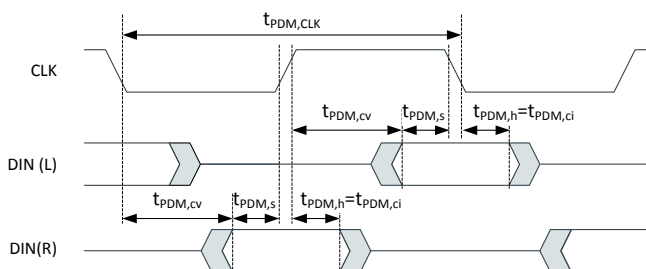 tPDM,CLK
CLK
tPDM,cv tPDM,s tPDM,h=tPDM,ci
DIN (L)
tPDM,cv tPDM,s tPDM,h=tPDM,ci
DIN(R)